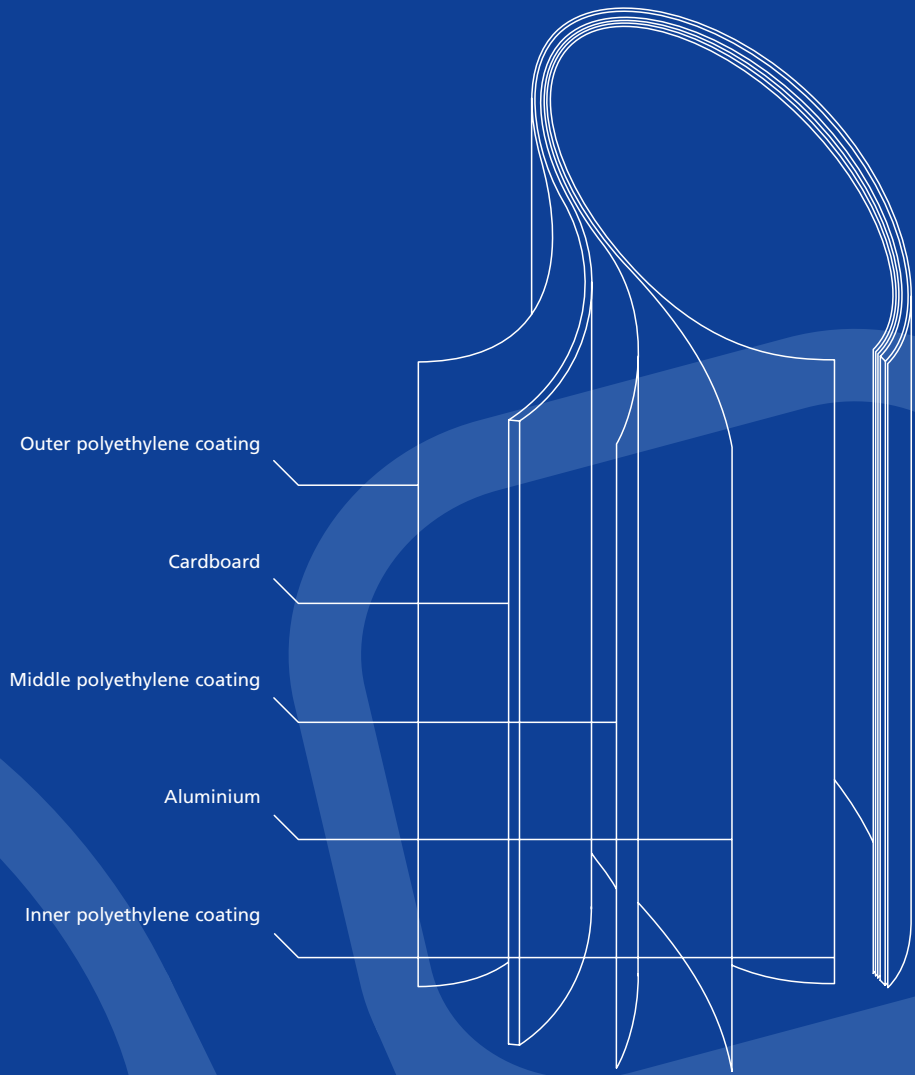 Outer polyethylene coating
Cardboard
Middle polyethylene coating
Aluminium
Inner polyethylene coating